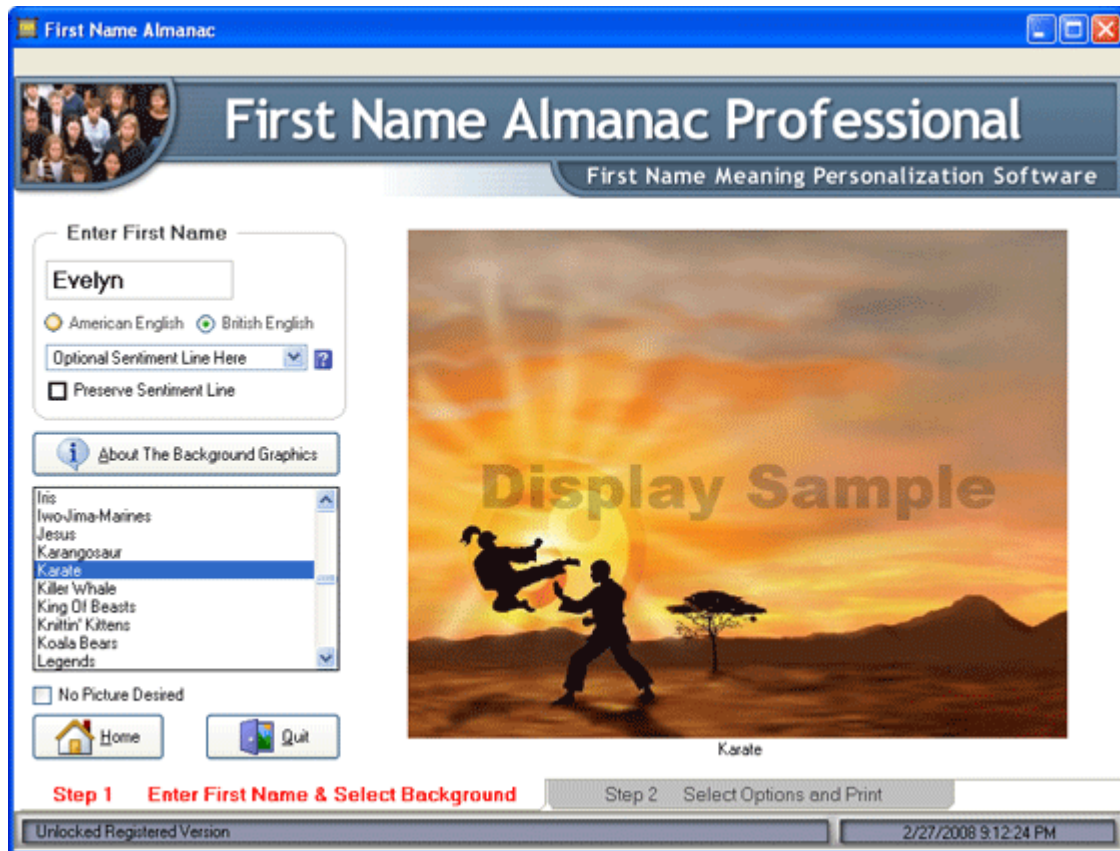 First Name Almanac
First Name Almanac Professional
First Name Meaning Personalization Software
Enter First Name
Evelyn
American English British English
Optional Sentiment Line Here ?
Preserve Sentiment Line
i About The Background Graphics
Iris
Iwo-Jima-Marines
Jesus
Karangosaur
Karate
Killer Whale
King Of Beasts
Knittin' Kittens
Koala Bears
Legends
No Picture Desired
Home Quit
Display Sample
Karate
Step 1 Enter First Name & Select Background Step 2 Select Options and Print
Unlocked Registered Version 2/27/2008 9:12:24 PM